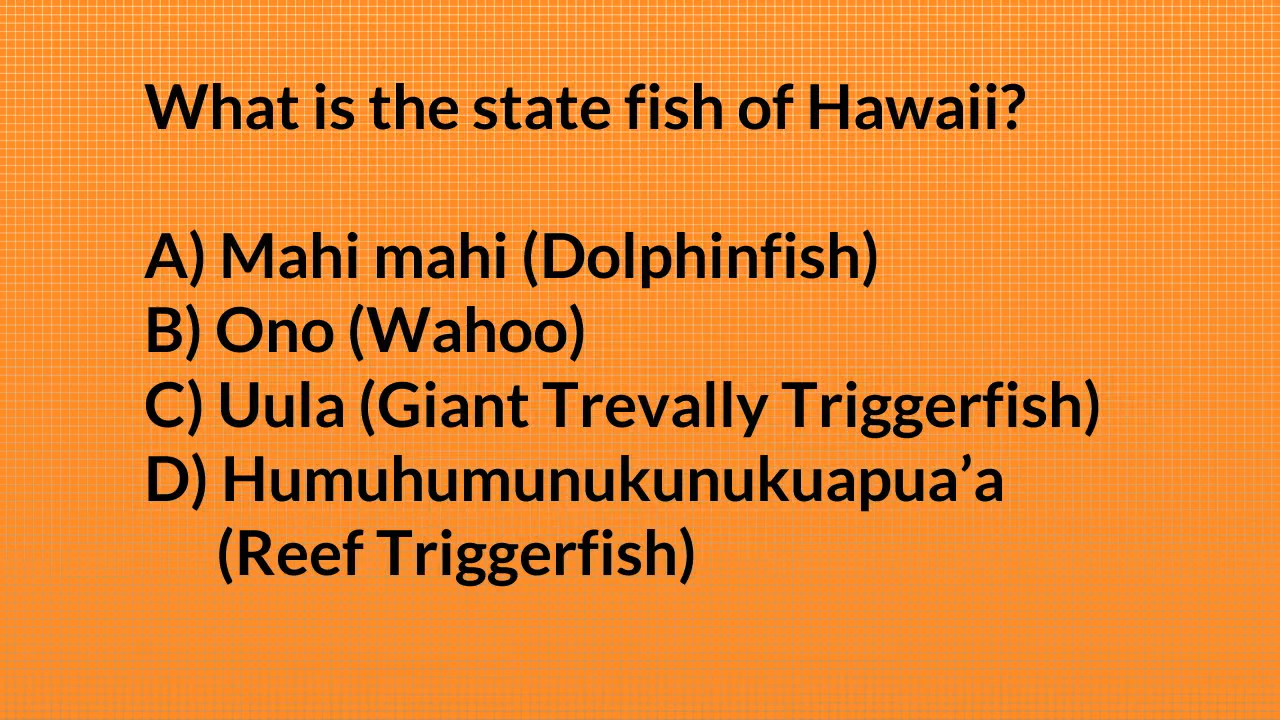 What is the state fish of Hawaii?
A) Mahi mahi (Dolphinfish)
B) Ono (Wahoo)
C) Uula (Giant Trevally Triggerfish)
D) Humuhumunukunukuapua’a
(Reef Triggerfish)